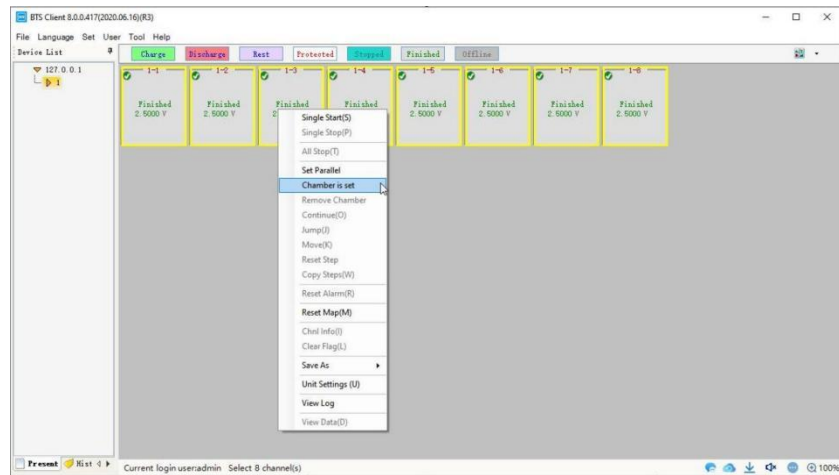 BTS Client 8.0.0.417(2020.06.16)(R3)
File Language Set User Tool Help
Device List
Charge Discharge Rest Protected Stopped Finished Offline
127.0.0.1
1
1-1 1-2 1-3 1-4 1-5 1-6 1-7 1-8
Finished Finished Finished Finished Finished Finished Finished Finished
2.5000 V 2.5000 V 2 2.5000 V 2.5000 V 2.5000 V 2.5000 V
Single Start(S)
Single Stop(P)
All Stop(T)
Set Parallel
Chamber is set
Remove Chamber
Continue(O)
Jump(J)
Move(K)
Reset Step
Copy Steps(W)
Reset Alarm(R)
Reset Map(M)
Chnl Info(I)
Clear Flag(L)
Save As
Unit Settings (U)
View Log
View Data(D)
Present Hist
Current login user:admin Select 8 channel(s)
100%